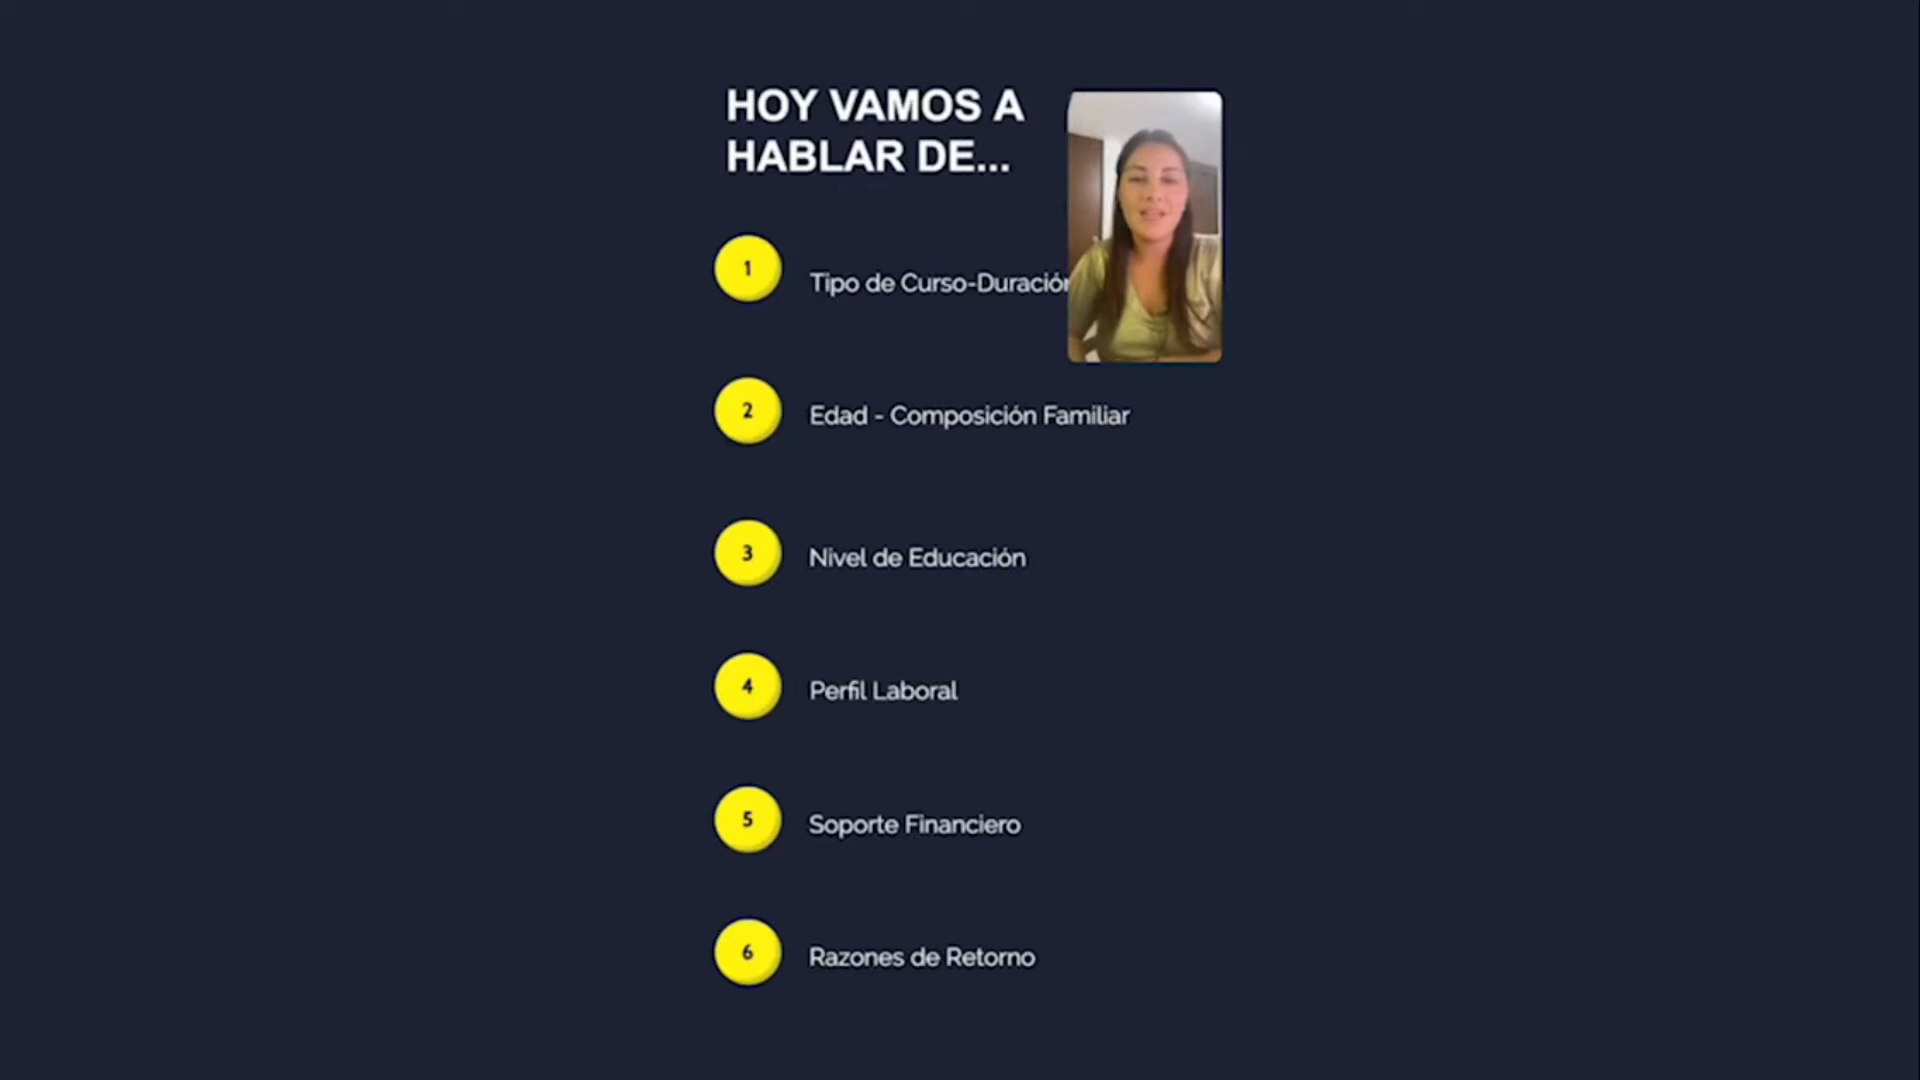 HOY VAMOS A
HABLAR DE...
1
Tipo de Curso-Duración
2
Edad - Composición Familiar
3
Nivel de Educación
4
Perfil Laboral
5
Soporte Financiero
6
Razones de Retorno